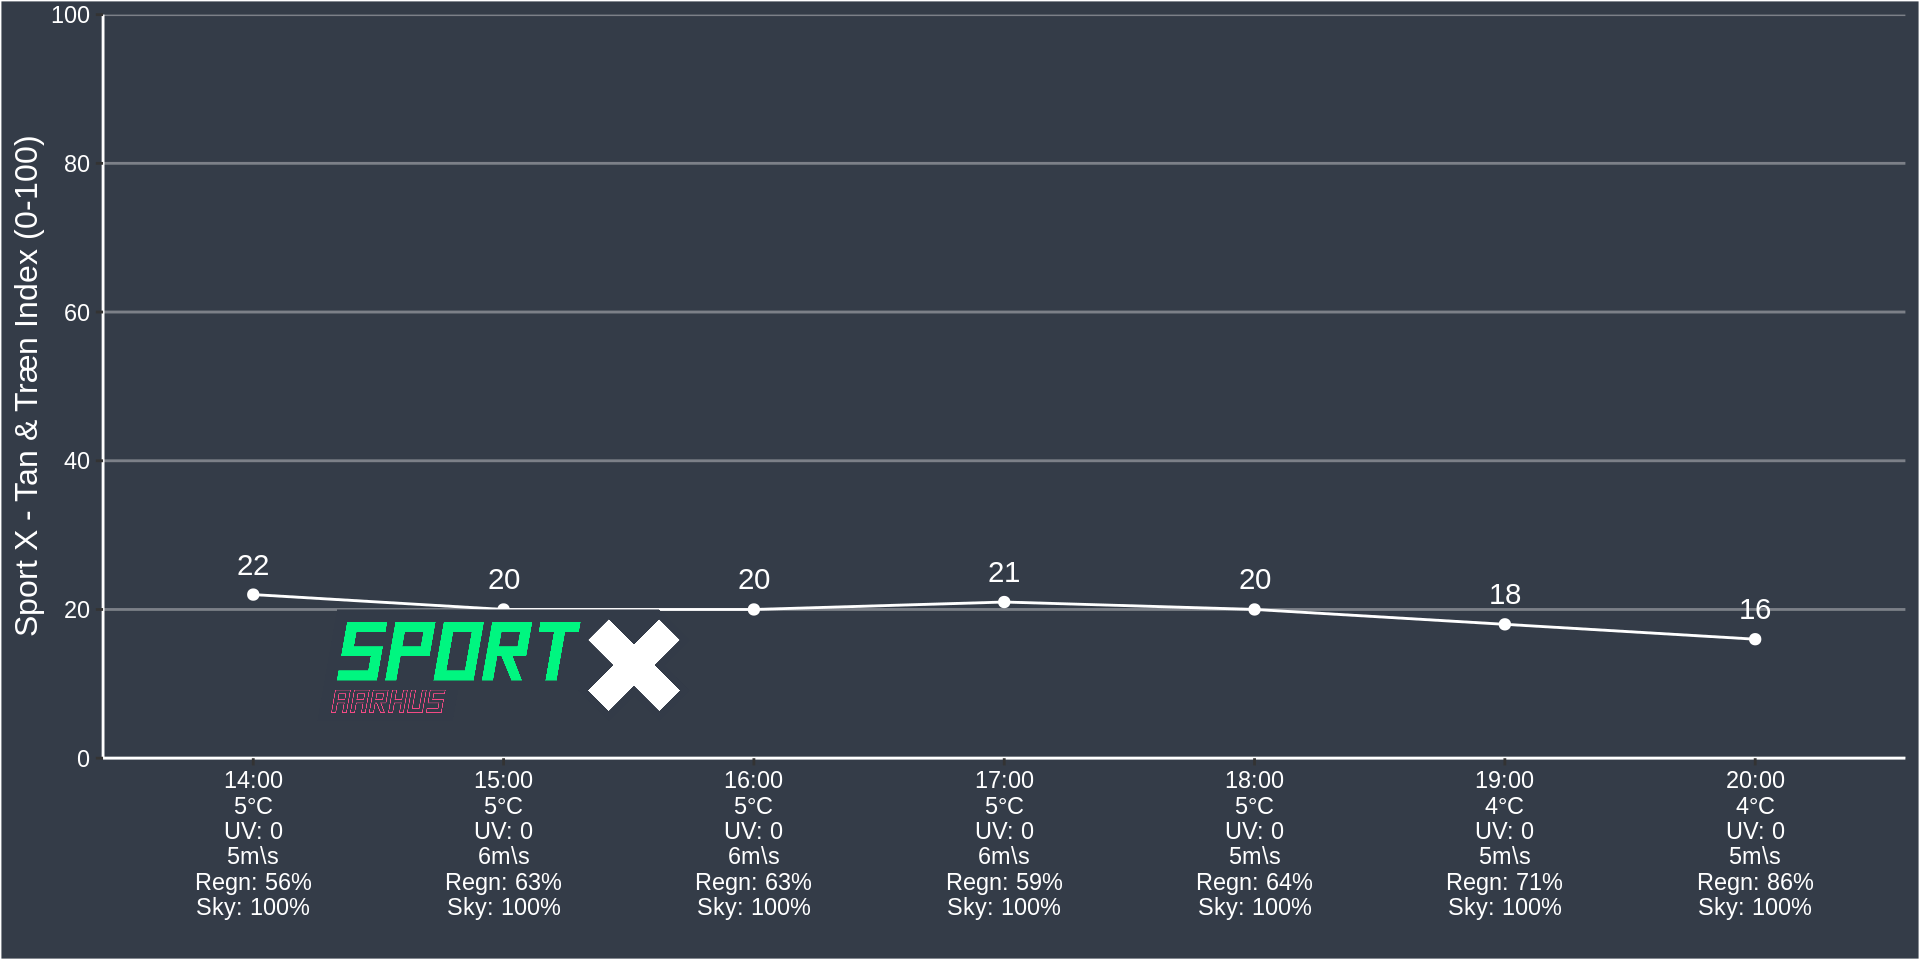 Sport X - Tan & Træn Index (0-100)
100
80
60
40
20
0
22
20
20
21
20
18
16
SPORT X
AARHUS
14:00 15:00 16:00 17:00 18:00 19:00 20:00
5°C 5°C 5°C 5°C 5°C 4°C 4°C
UV: 0 UV: 0 UV: 0 UV: 0 UV: 0 UV: 0 UV: 0
5m\s 6m\s 6m\s 6m\s 5m\s 5m\s 5m\s
Regn: 56% Regn: 63% Regn: 63% Regn: 59% Regn: 64% Regn: 71% Regn: 86%
Sky: 100% Sky: 100% Sky: 100% Sky: 100% Sky: 100% Sky: 100% Sky: 100%